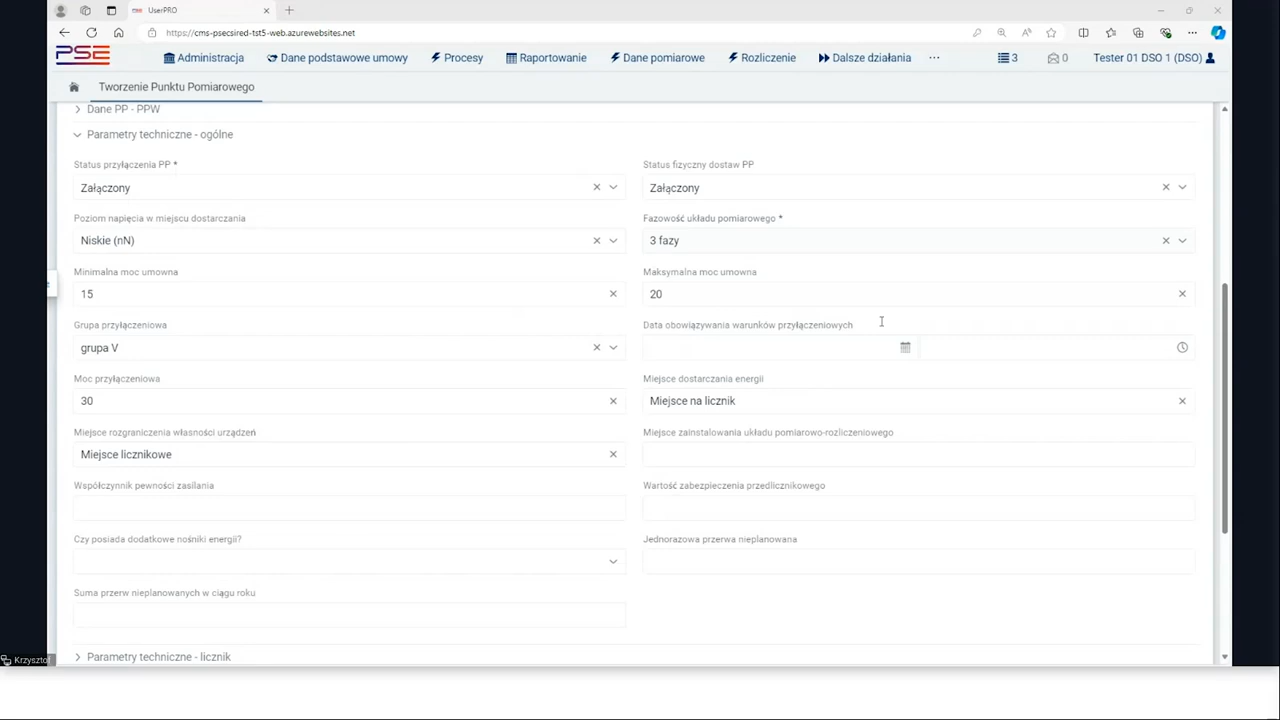 UserPRO
https://cms-psecsired-tst5-web.azurewebsites.net
PSE Administracja Dane podstawowe umowy Procesy Raportowanie Dane pomiarowe Rozliczenie Dalsze działania ... 3 0 Tester 01 DSO 1 (DSO)
Tworzenie Punktu Pomiarowego
Dane PP - PPW
Parametry techniczne - ogólne
Status przyłączenia PP * Status fizyczny dostaw PP
Załączony Załączony
Poziom napięcia w miejscu dostarczania Fazowość układu pomiarowego *
Niskie (nN) 3 fazy
Minimalna moc umowna Maksymalna moc umowna
15 20
Grupa przyłączeniowa Data obowiązywania warunków przyłączeniowych
grupa V
Moc przyłączeniowa Miejsce dostarczania energii
30 Miejsce na licznik
Miejsce rozgraniczenia własności urządzeń Miejsce zainstalowania układu pomiarowo-rozliczeniowego
Miejsce licznikowe
Współczynnik pewności zasilania Wartość zabezpieczenia przedlicznikowego
Czy posiada dodatkowe nośniki energii? Jednorazowa przerwa nieplanowana
Suma przerw nieplanowanych w ciągu roku
Parametry techniczne - licznik
Krzysztof